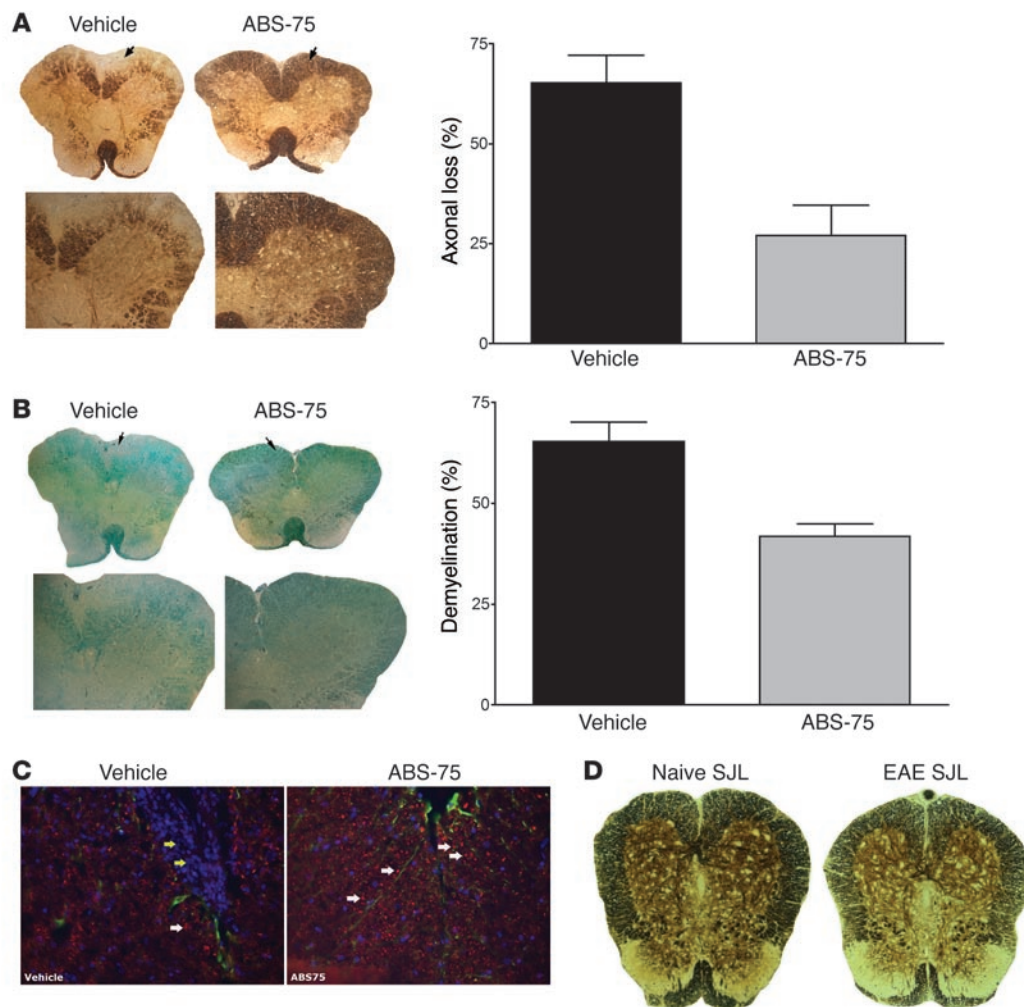 A
Vehicle
ABS-75
Axonal loss (%)
75
50
25
0
Vehicle
ABS-75
B
Vehicle
ABS-75
Demyelination (%)
75
50
25
0
Vehicle
ABS-75
C
Vehicle
ABS-75
Vehicle
ABS75
D
Naive SJL
EAE SJL